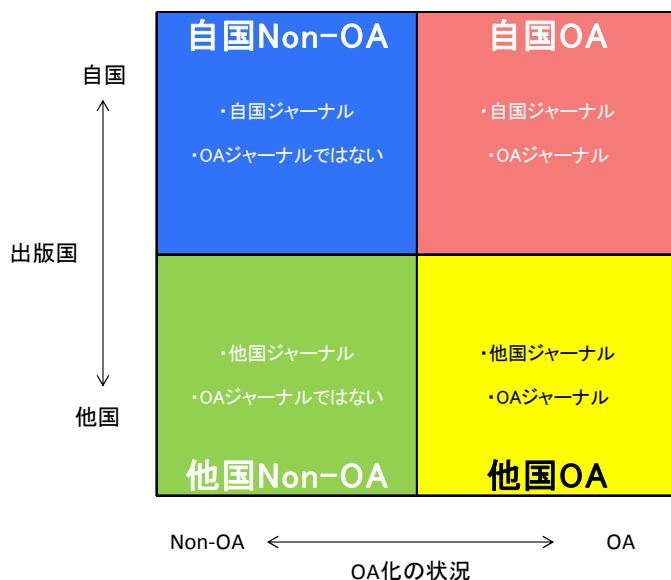 自国Non-OA
自国OA
自国
・自国ジャーナル
・OAジャーナルではない
・自国ジャーナル
・OAジャーナル
出版国
・他国ジャーナル
・OAジャーナルではない
・他国ジャーナル
・OAジャーナル
他国
他国Non-OA
他国OA
Non-OA
OA
OA化の状況